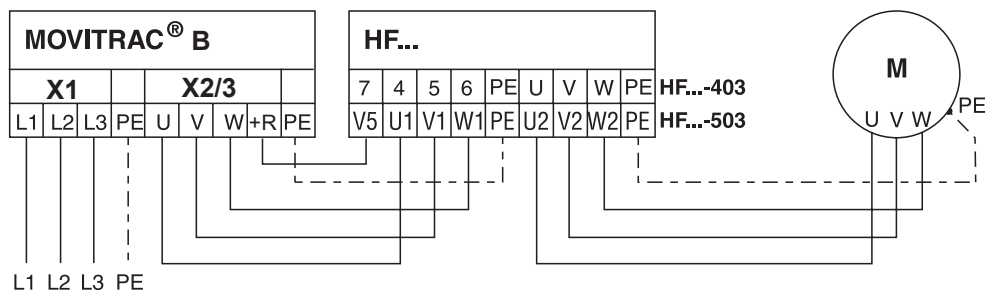 MOVITRAC® B
HF...
M
X1 X2/3
7 4 5 6 PE U V W PE HF...-403
L1 L2 L3 PE U V W +R PE
V5 U1 V1 W1 PE U2 V2 W2 PE HF...-503
U V W PE
L1 L2 L3 PE